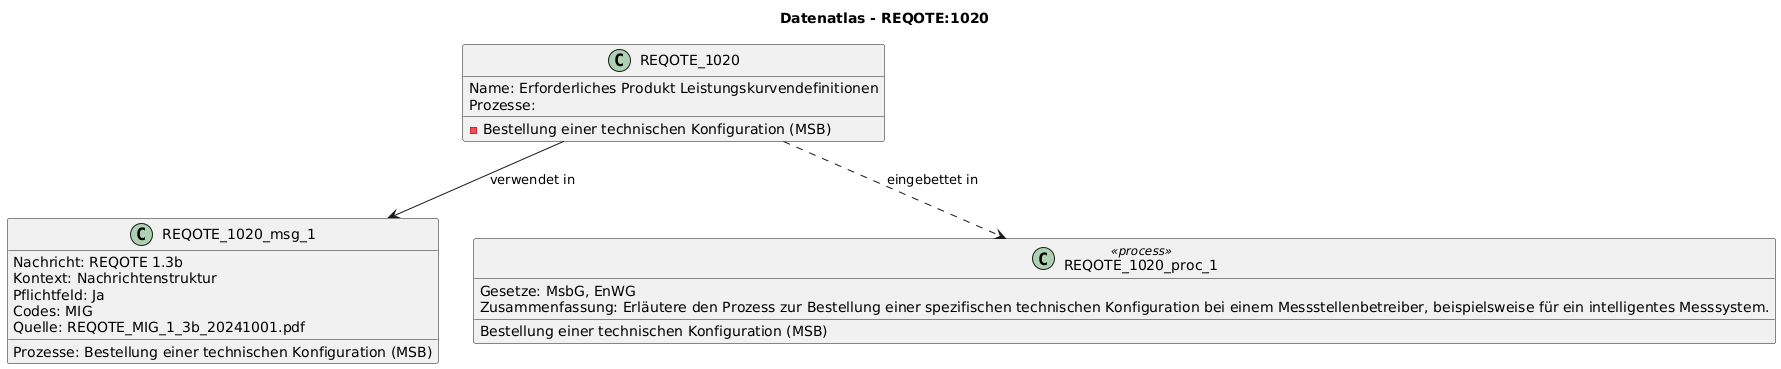 Datenatlas - REQOTE:1020
C REQOTE_1020
Name: Erforderliches Produkt Leistungskurvendefinitionen
Prozesse:
Bestellung einer technischen Konfiguration (MSB)
verwendet in
eingebettet in
C REQOTE_1020_msg_1
Nachricht: REQOTE 1.3b
Kontext: Nachrichtenstruktur
Pflichtfeld: Ja
Codes: MIG
Quelle: REQOTE_MIG_1_3b_20241001.pdf
Prozesse: Bestellung einer technischen Konfiguration (MSB)
«process»
C REQOTE_1020_proc_1
Gesetze: MsbG, EnWG
Zusammenfassung: Erläutere den Prozess zur Bestellung einer spezifischen technischen Konfiguration bei einem Messstellenbetreiber, beispielsweise für ein intelligentes Messsystem.
Bestellung einer technischen Konfiguration (MSB)